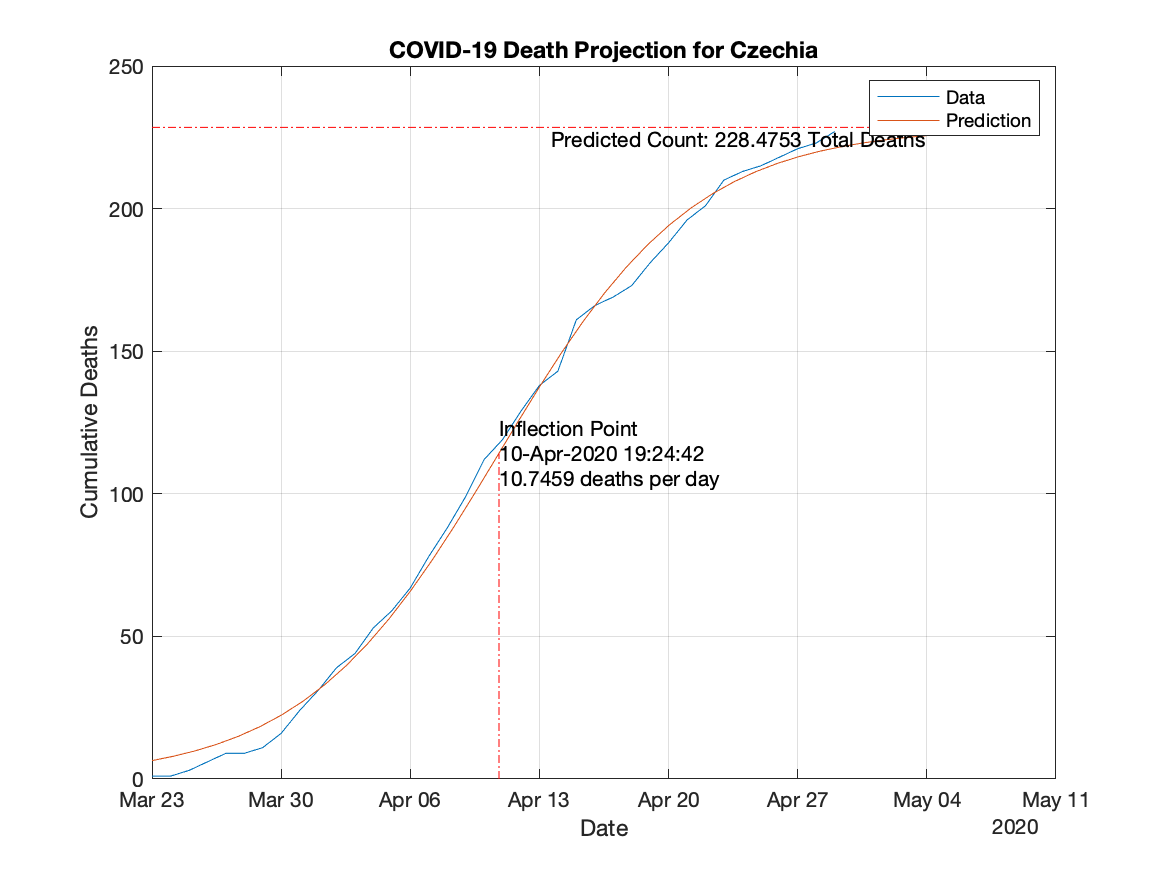 COVID-19 Death Projection for Czechia
250
200
150
100
50
0
Cumulative Deaths
Data
Prediction
Predicted Count: 228.4753 Total Deaths
Inflection Point
10-Apr-2020 19:24:42
10.7459 deaths per day
Mar 23 Mar 30 Apr 06 Apr 13 Apr 20 Apr 27 May 04 May 11
Date
2020